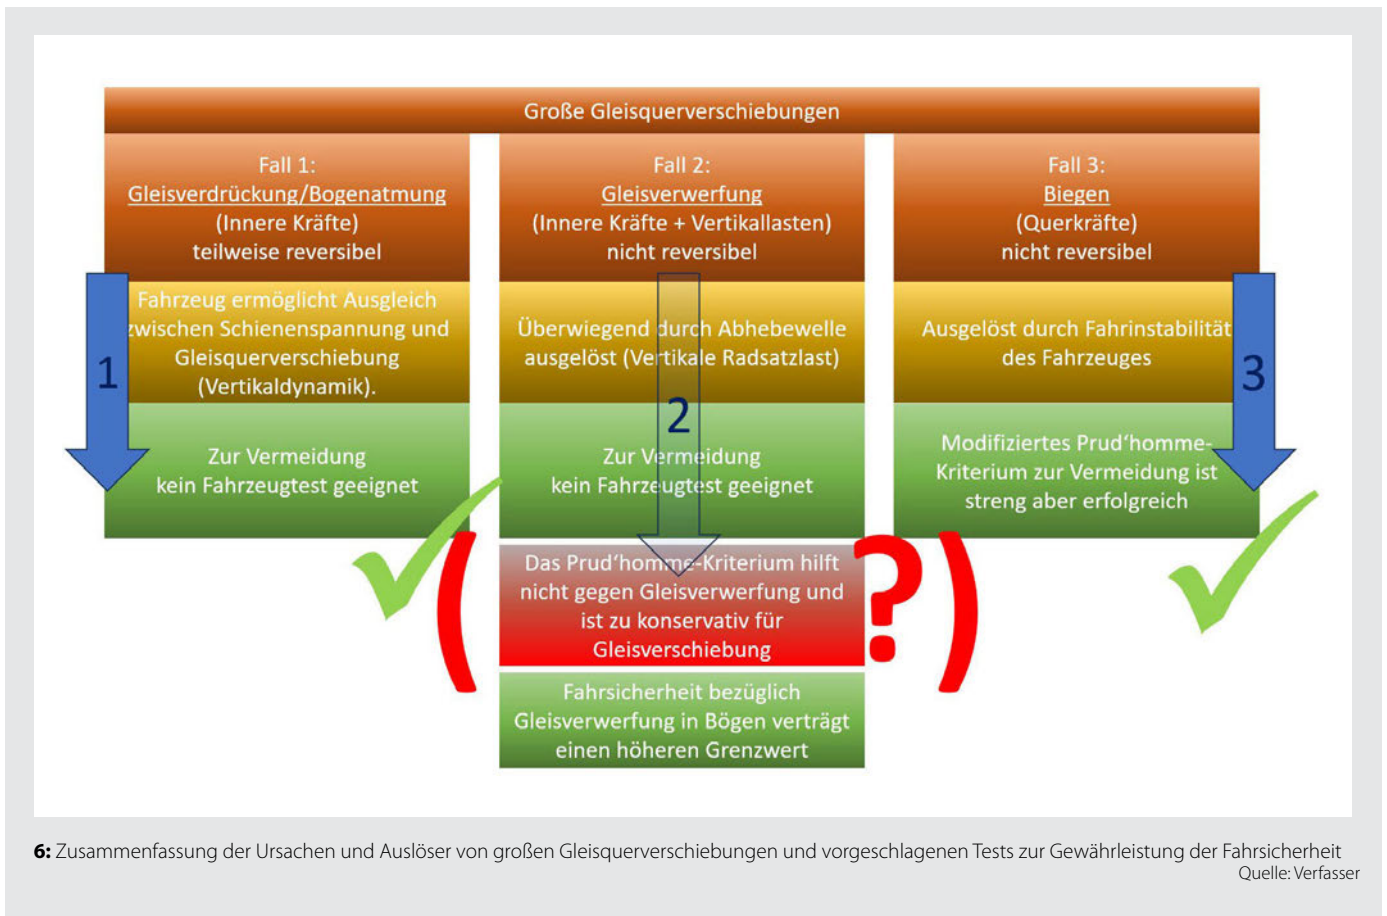 Große Gleisquerverschiebungen
Fall 1:
Gleisverdrückung/Bogenatmung
(Innere Kräfte)
teilweise reversibel
Fahrzeug ermöglicht Ausgleich
zwischen Schienenspannung und
Gleisquerverschiebung
(Vertikaldynamik).
1
Zur Vermeidung
kein Fahrzeugtest geeignet
Fall 2:
Gleisverwerfung
(Innere Kräfte + Vertikallasten)
nicht reversibel
Überwiegend durch Abhebewelle
ausgelöst (Vertikale Radsatzlast)
2
Zur Vermeidung
kein Fahrzeugtest geeignet
( Das Prud‘homme-Kriterium hilft
nicht gegen Gleisverwerfung und
ist zu konservativ für
Gleisverschiebung
? )
Fahrsicherheit bezüglich
Gleisverwerfung in Bögen verträgt
einen höheren Grenzwert
Fall 3:
Biegen
(Querkräfte)
nicht reversibel
Ausgelöst durch Fahrinstabilität
des Fahrzeuges
3
Modifiziertes Prud‘homme-
Kriterium zur Vermeidung ist
streng aber erfolgreich
6: Zusammenfassung der Ursachen und Auslöser von großen Gleisquerverschiebungen und vorgeschlagenen Tests zur Gewährleistung der Fahrsicherheit
Quelle: Verfasser